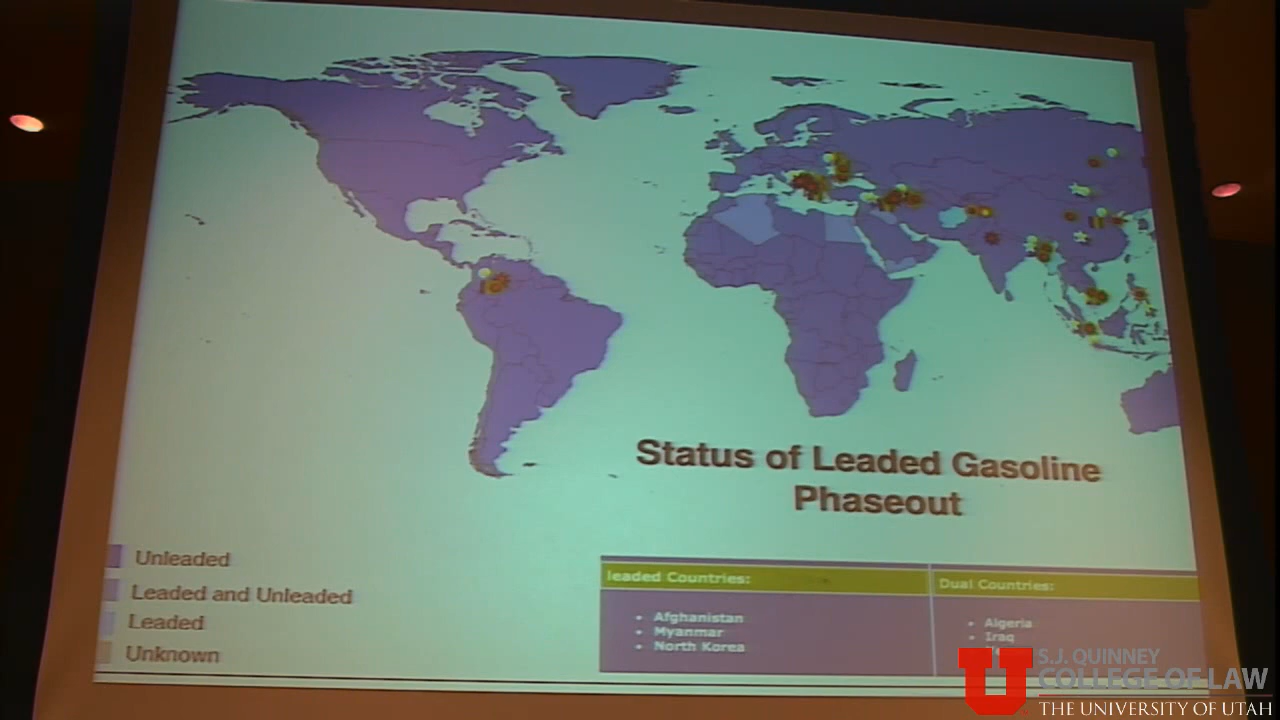 Status of Leaded Gasoline
Phaseout
Unleaded
Leaded and Unleaded
Leaded
Unknown
leaded Countries:
• Afghanistan
• Myanmar
• North Korea
Dual Countries:
• Algeria
• Iraq
S.J. QUINNEY
COLLEGE OF LAW
THE UNIVERSITY OF UTAH